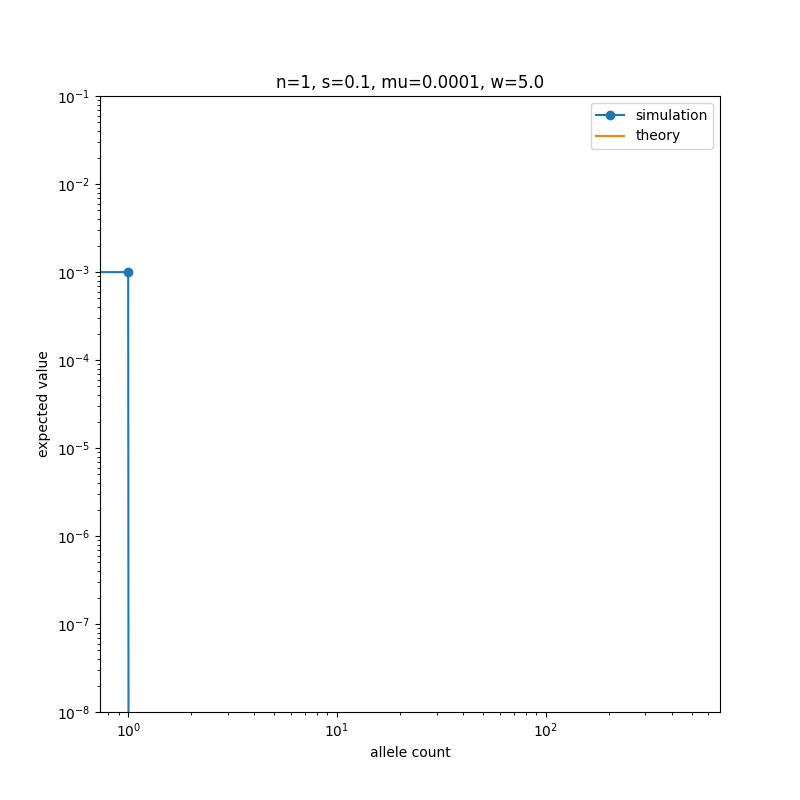 n=1, s=0.1, mu=0.0001, w=5.0
simulation
theory
10⁻¹
10⁻²
10⁻³
10⁻⁴
10⁻⁵
10⁻⁶
10⁻⁷
10⁻⁸
expected value
10⁰ 10¹ 10²
allele count